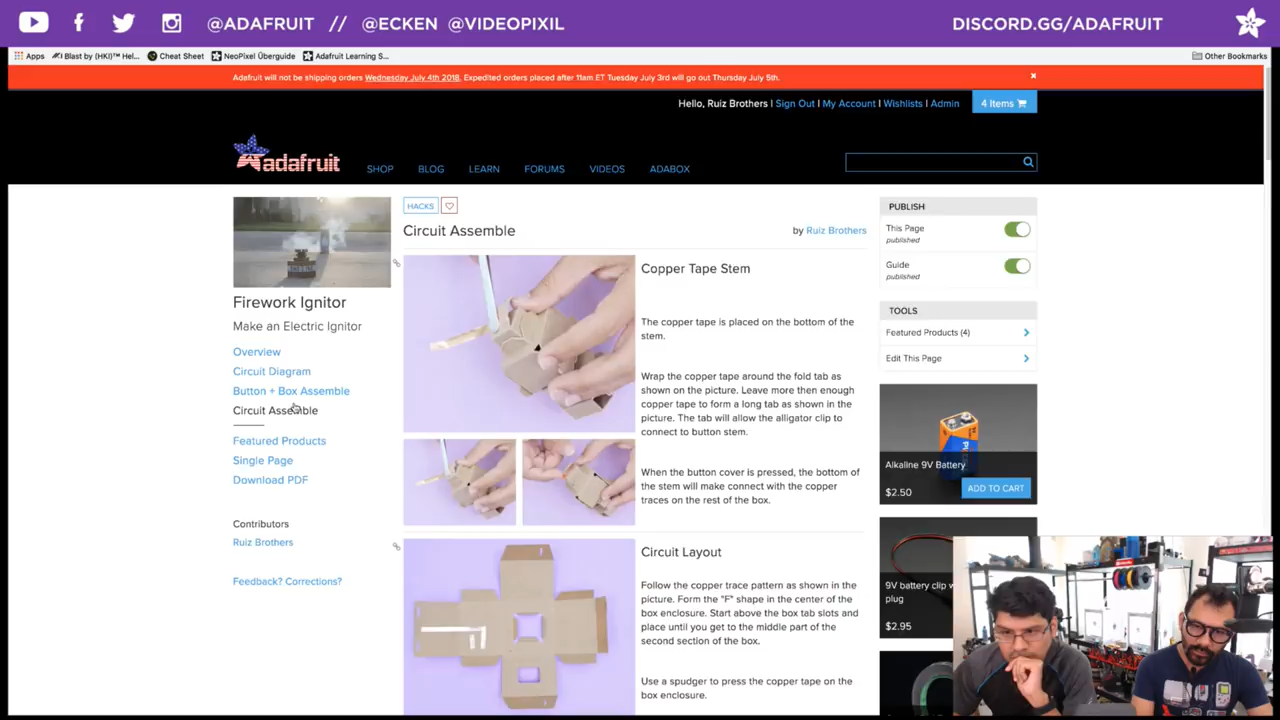 @ADAFRUIT // @ECKEN @VIDEOPIXIL
DISCORD.GG/ADAFRUIT
Apps
Blast by (HKI)™ Hel...
Cheat Sheet
NeoPixel Überguide
Adafruit Learning S...
Other Bookmarks
Adafruit will not be shipping orders Wednesday July 4th 2018. Expedited orders placed after 11am ET Tuesday July 3rd will go out Thursday July 5th.
Hello, Ruiz Brothers | Sign Out | My Account | Wishlists | Admin
4 Items
adafruit
SHOP
BLOG
LEARN
FORUMS
VIDEOS
ADABOX
Firework Ignitor
Make an Electric Ignitor
Overview
Circuit Diagram
Button + Box Assemble
Circuit Assemble
Featured Products
Single Page
Download PDF
Contributors
Ruiz Brothers
Feedback? Corrections?
HACKS
Circuit Assemble
by Ruiz Brothers
Copper Tape Stem
The copper tape is placed on the bottom of the
stem.
Wrap the copper tape around the fold tab as
shown on the picture. Leave more then enough
copper tape to form a long tab as shown in the
picture. The tab will allow the alligator clip to
connect to button stem.
When the button cover is pressed, the bottom of
the stem will make connect with the copper
traces on the rest of the box.
Circuit Layout
Follow the copper trace pattern as shown in the
picture. Form the "F" shape in the center of the
box enclosure. Start above the box tab slots and
place until you get to the middle part of the
second section of the box.
Use a spudger to press the copper tape on the
box enclosure.
PUBLISH
This Page
published
Guide
published
TOOLS
Featured Products (4)
Edit This Page
Alkaline 9V Battery
$2.50
ADD TO CART
9V battery clip
plug
$2.95